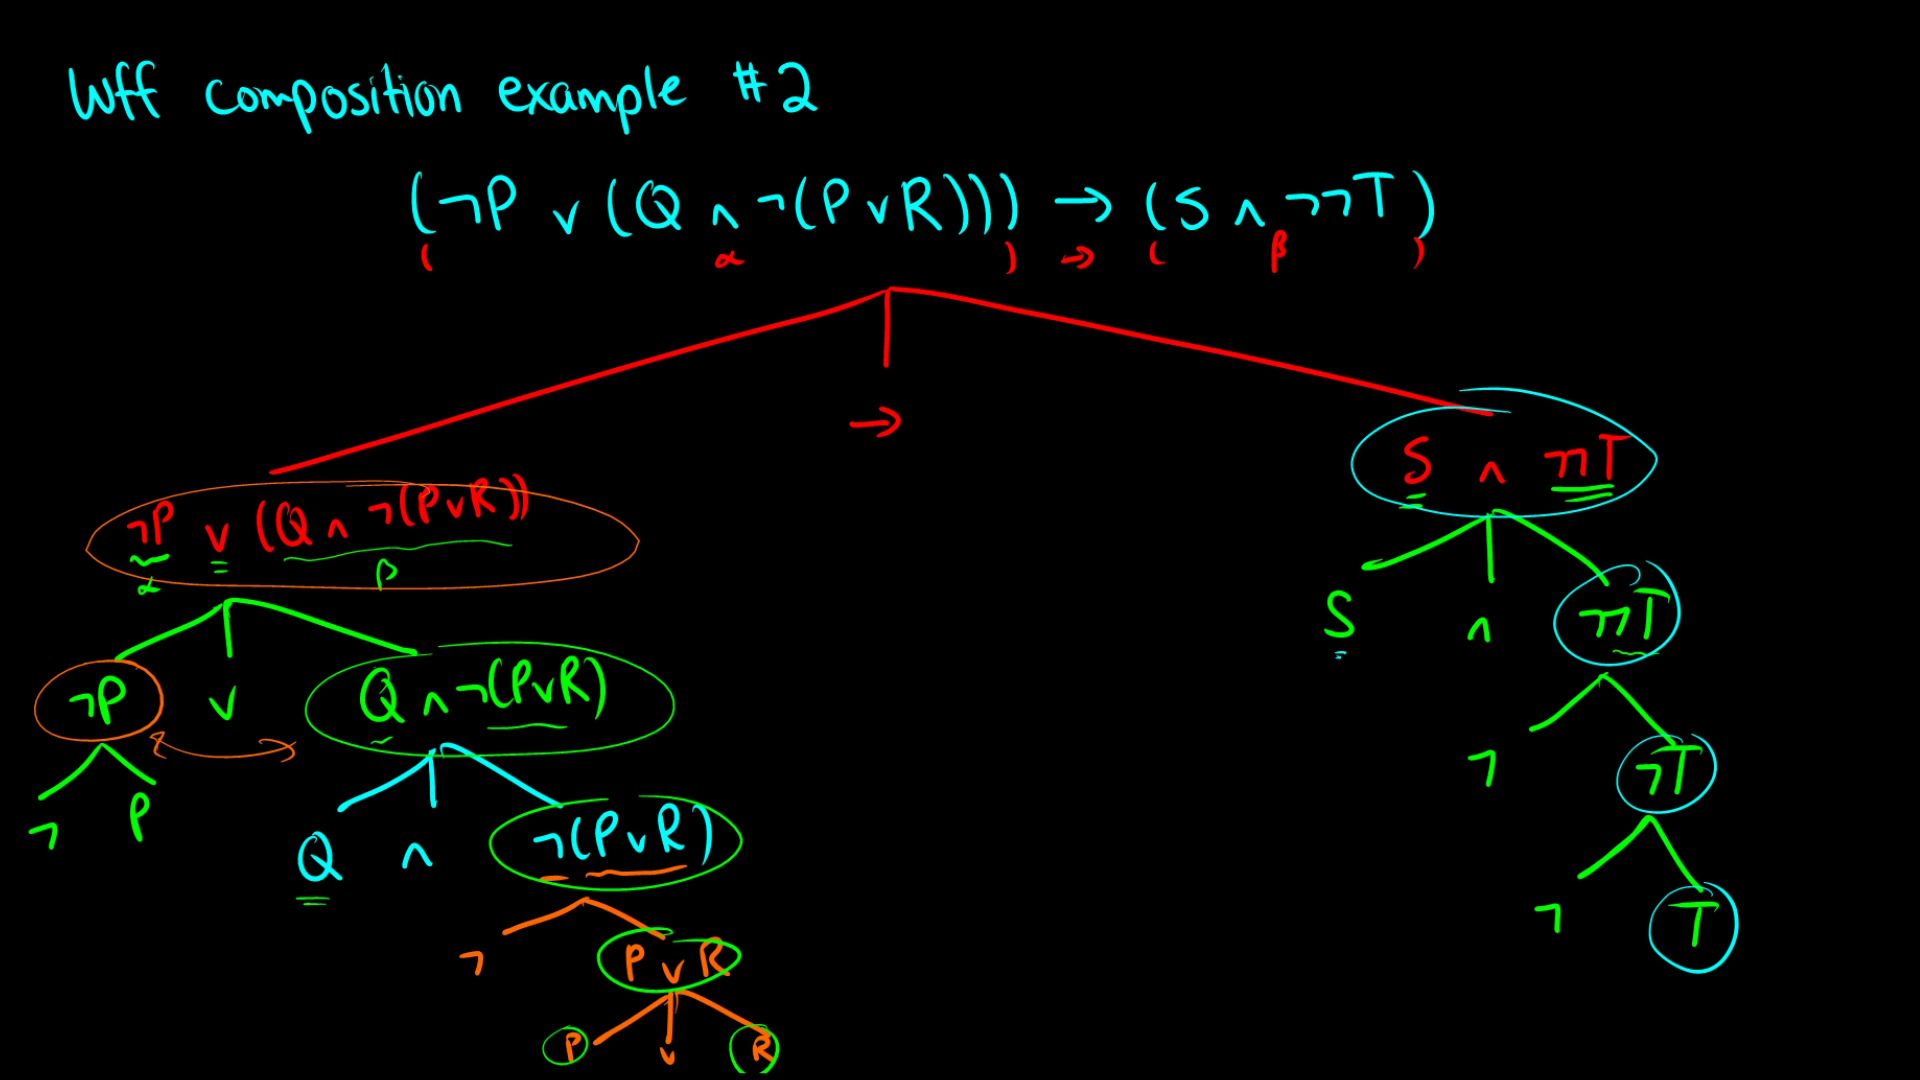 Wff composition example #2
(¬P ∨ (Q ∧ ¬(P ∨ R))) → (S ∧ ¬¬T)
( α ) → ( β )
→
S ∧ ¬¬T
¬P ∨ (Q ∧ ¬(P∨R))
α β
S ∧ ¬¬T
¬P ∨ Q ∧ ¬(P∨R)
¬ ¬T
¬ P
Q ∧ ¬(P∨R)
¬ T
¬ P ∨ R
P ∨ R